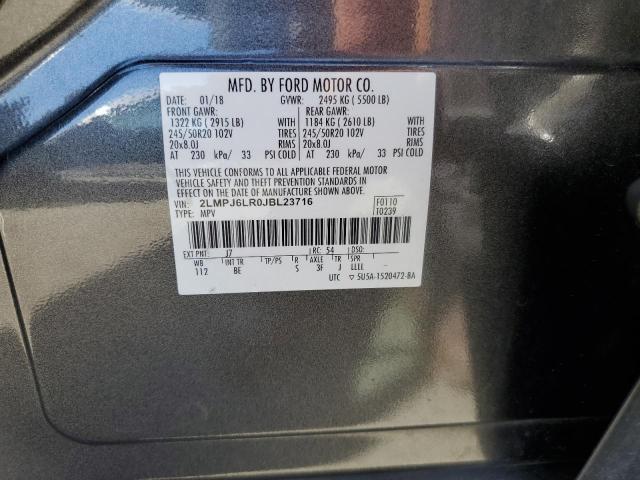 MFD. BY FORD MOTOR CO.
DATE: 01/18 GVWR: 2495 KG ( 5500 LB)
FRONT GAWR: REAR GAWR:
1322 KG ( 2915 LB) 1184 KG ( 2610 LB)
245/50R20 102V WITH TIRES 245/50R20 102V WITH TIRES
20x8.0J RIMS 20x8.0J RIMS
AT 230 kPa/ 33 PSI COLD AT 230 kPa/ 33 PSI COLD
THIS VEHICLE CONFORMS TO ALL APPLICABLE FEDERAL MOTOR
VEHICLE SAFETY AND THEFT PREVENTION STANDARDS IN
EFFECT ON THE DATE OF MANUFACTURE SHOWN ABOVE.
VIN: 2LMPJ6LR0JBL23716 F0110
TYPE: MPV T0239
EXT PNT: J7 RC: 54 DSO:
WB INT TR TP/PS R AXLE TR SPR
112 BE S 3F J LLLL
UTC ▽ 5U5A-1520472-BA